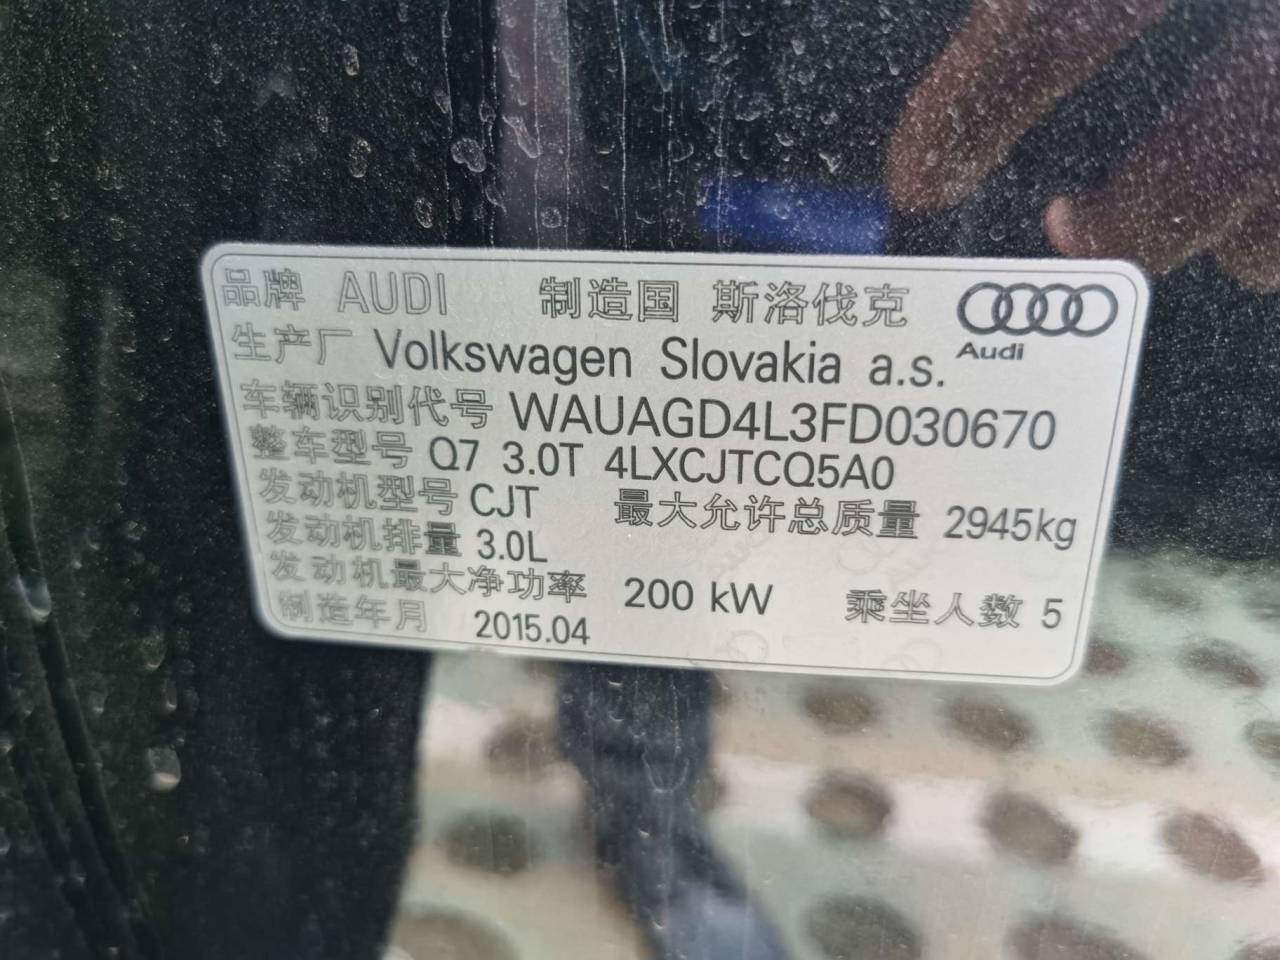 品牌 AUDI 制造国 斯洛伐克
Audi
生产厂 Volkswagen Slovakia a.s.
车辆识别代号 WAUAGD4L3FD030670
整车型号 Q7 3.0T 4LXCJTCQ5A0
发动机型号 CJT 最大允许总质量 2945kg
发动机排量 3.0L
发动机最大净功率 200 kW 乘坐人数 5
制造年月 2015.04